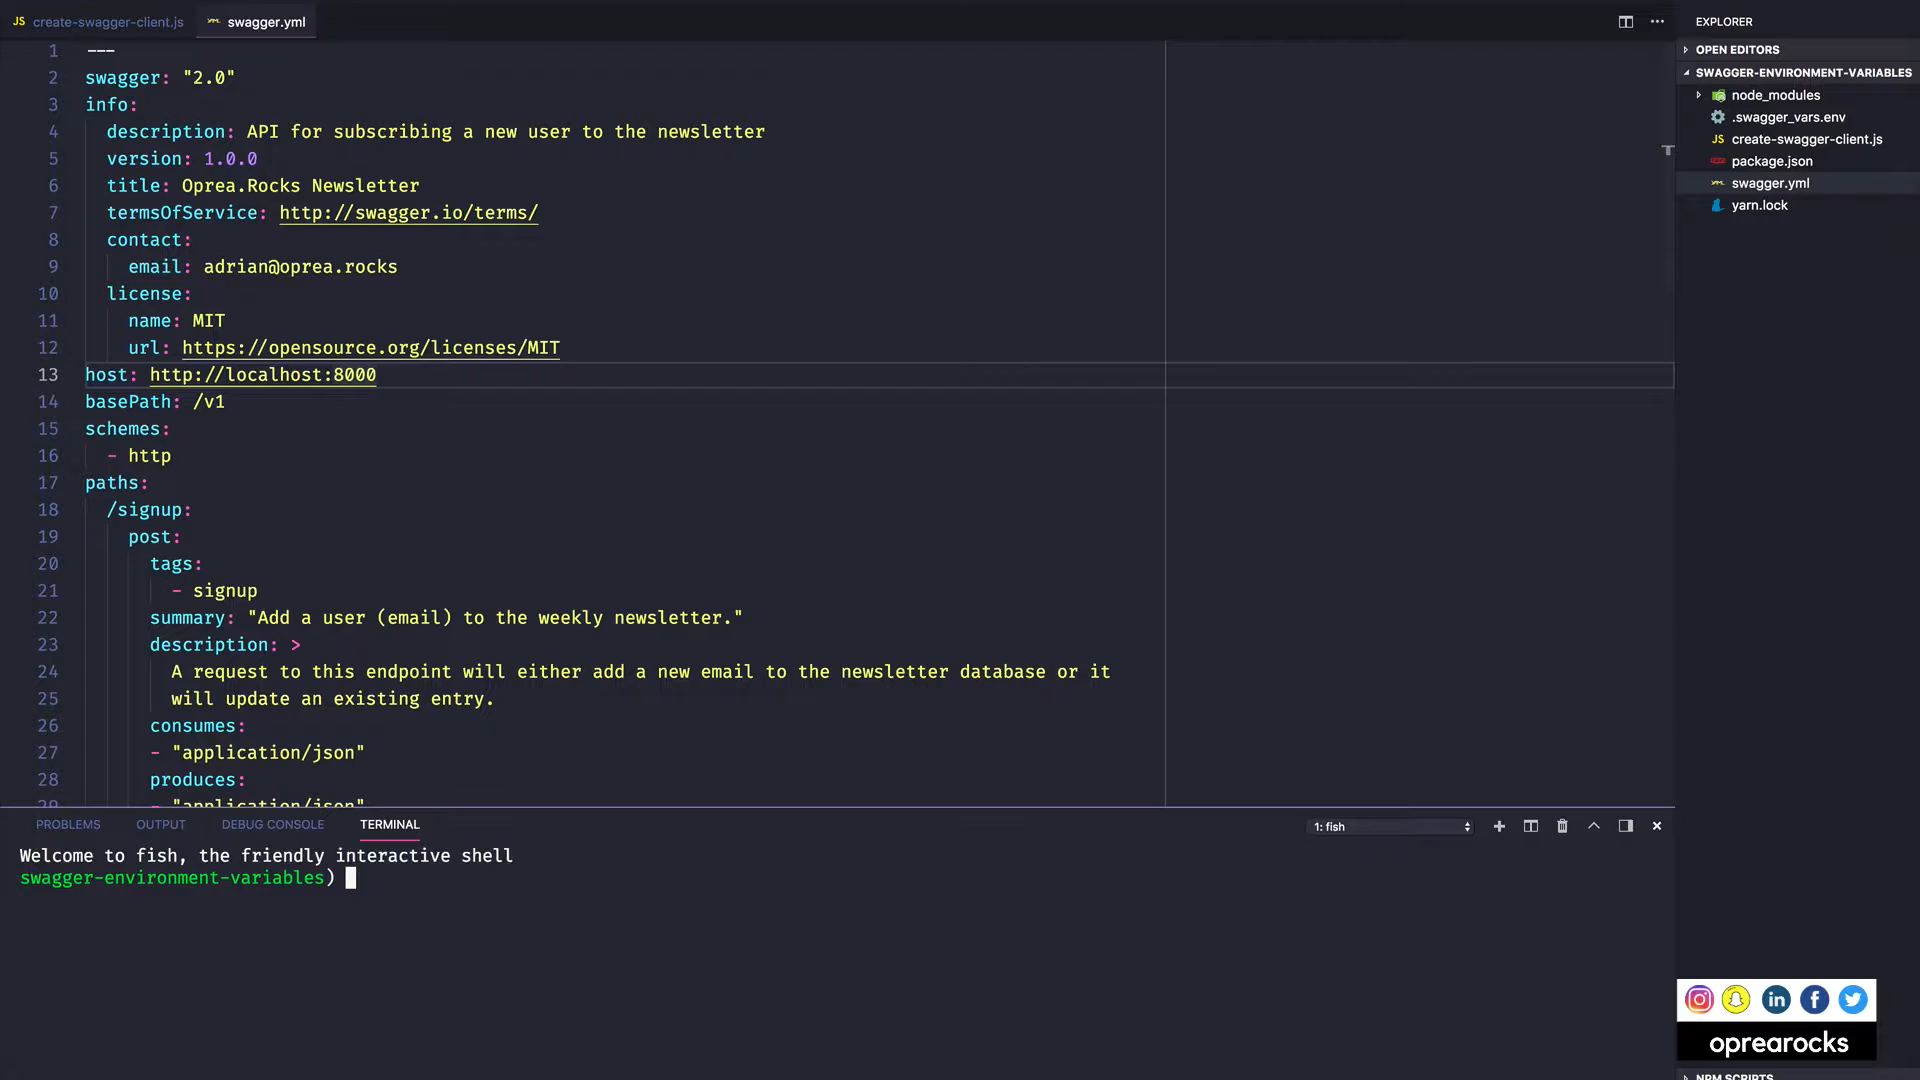 JS create-swagger-client.js
swagger.yml
1 ---
2 swagger: "2.0"
3 info:
4 description: API for subscribing a new user to the newsletter
5 version: 1.0.0
6 title: Oprea.Rocks Newsletter
7 termsOfService: http://swagger.io/terms/
8 contact:
9 email: adrian@oprea.rocks
10 license:
11 name: MIT
12 url: https://opensource.org/licenses/MIT
13 host: http://localhost:8000
14 basePath: /v1
15 schemes:
16 - http
17 paths:
18 /signup:
19 post:
20 tags:
21 - signup
22 summary: "Add a user (email) to the weekly newsletter."
23 description: >
24 A request to this endpoint will either add a new email to the newsletter database or it
25 will update an existing entry.
26 consumes:
27 - "application/json"
28 produces:
29 - "application/json"
PROBLEMS OUTPUT DEBUG CONSOLE TERMINAL
1: fish
Welcome to fish, the friendly interactive shell
swagger-environment-variables)
EXPLORER
OPEN EDITORS
SWAGGER-ENVIRONMENT-VARIABLES
node_modules
.swagger_vars.env
JS create-swagger-client.js
package.json
swagger.yml
yarn.lock
oprearocks
NPM SCRIPTS